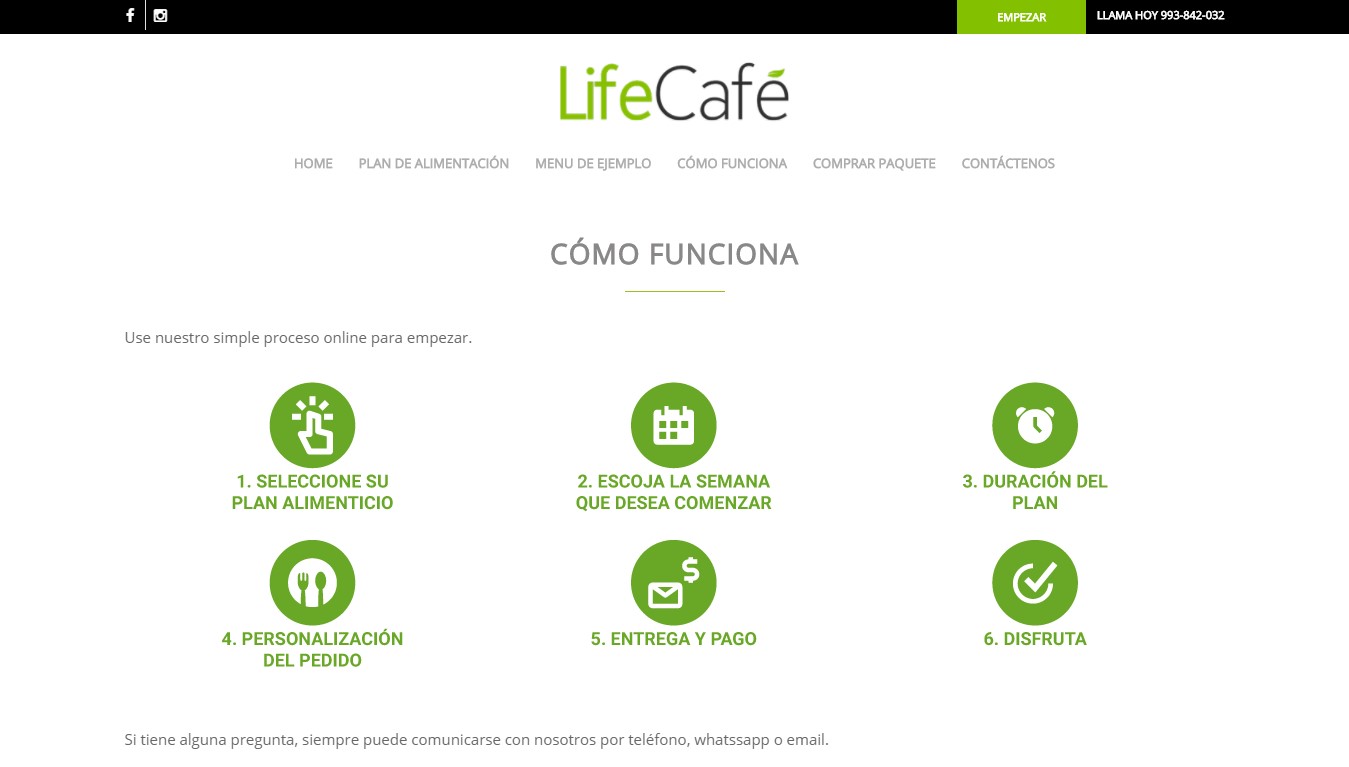 EMPEZAR
LLAMA HOY 993-842-032
LifeCafé
HOME
PLAN DE ALIMENTACIÓN
MENU DE EJEMPLO
CÓMO FUNCIONA
COMPRAR PAQUETE
CONTÁCTENOS
CÓMO FUNCIONA
Use nuestro simple proceso online para empezar.
1. SELECCIONE SU
PLAN ALIMENTICIO
2. ESCOJA LA SEMANA
QUE DESEA COMENZAR
3. DURACIÓN DEL
PLAN
4. PERSONALIZACIÓN
DEL PEDIDO
5. ENTREGA Y PAGO
6. DISFRUTA
Si tiene alguna pregunta, siempre puede comunicarse con nosotros por teléfono, whatssapp o email.